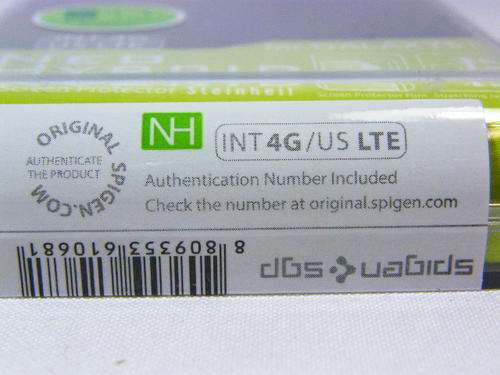 Screen Protector Steinheil
ORIGINAL SPIGEN.COM
AUTHENTICATE
THE PRODUCT
NH
INT 4G/US LTE
Authentication Number Included
Check the number at original.spigen.com
8 809353 610681
spigen sgp